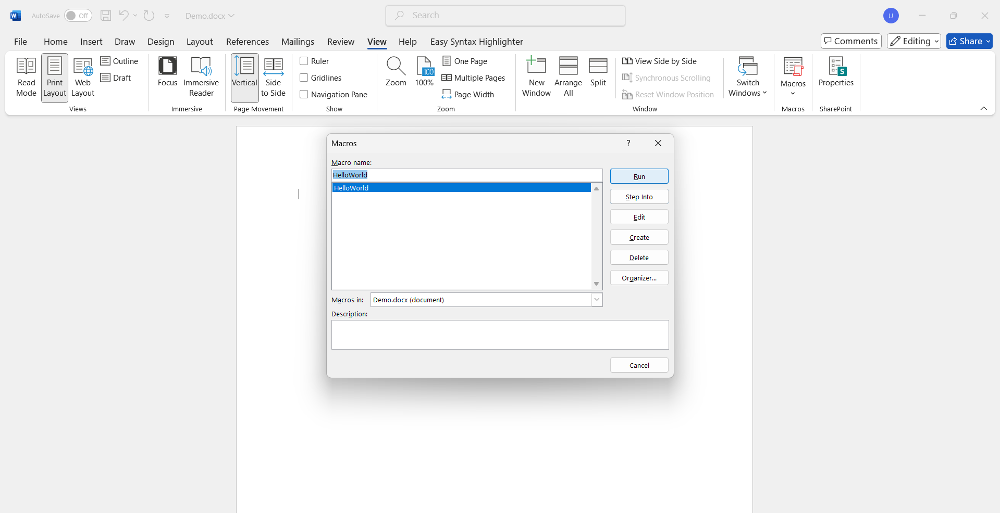 W AutoSave Off Demo.docx Search U
File Home Insert Draw Design Layout References Mailings Review View Help Easy Syntax Highlighter Comments Editing Share
Read Mode
Print Layout
Web Layout
Outline
Draft
Views
Focus
Immersive Reader
Immersive
Vertical
Side to Side
Page Movement
Ruler
Gridlines
Navigation Pane
Show
Zoom
100
100%
One Page
Multiple Pages
Page Width
Zoom
New Window
Arrange All
Split
View Side by Side
Synchronous Scrolling
Reset Window Position
Switch Windows
Window
Macros
Macros
S
Properties
SharePoint
Macros ?
Macro name:
HelloWorld
HelloWorld
Run
Step Into
Edit
Create
Delete
Organizer...
Macros in: Demo.docx (document)
Description:
Cancel